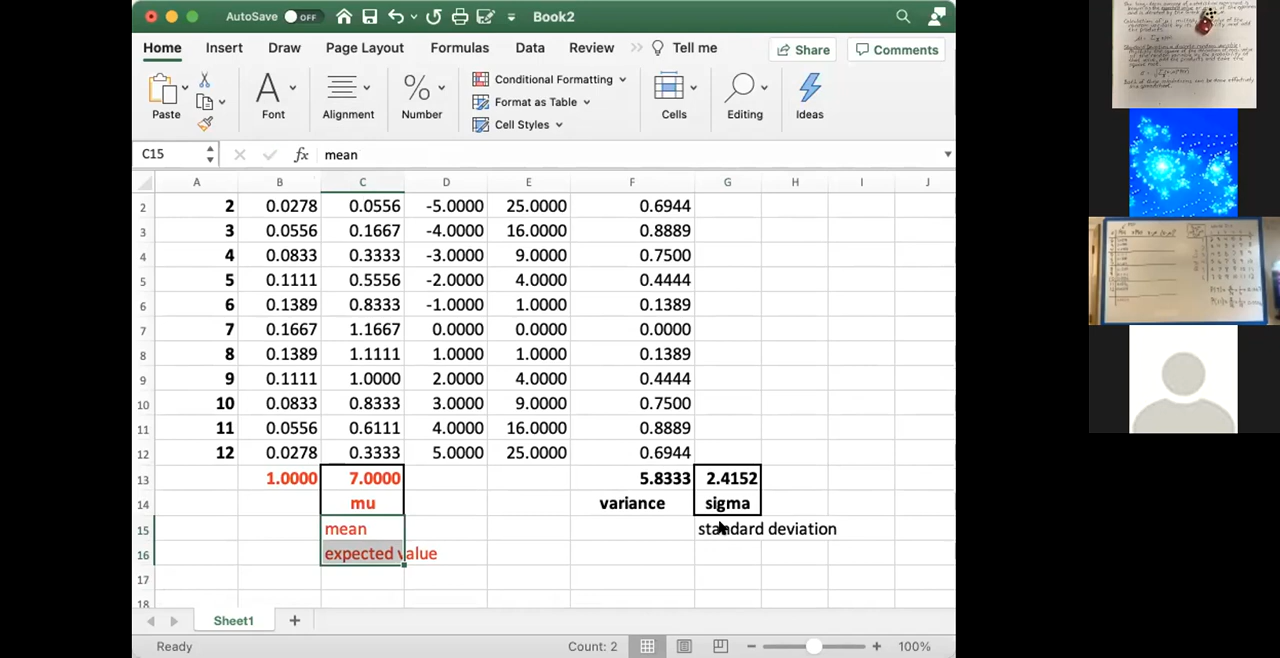 AutoSave OFF Book2
Home Insert Draw Page Layout Formulas Data Review Tell me Share Comments
Paste Font Alignment Number Conditional Formatting Format as Table Cell Styles Cells Editing Ideas
C15 fx mean
A B C D E F G H I J
2 2 0.0278 0.0556 -5.0000 25.0000 0.6944
3 3 0.0556 0.1667 -4.0000 16.0000 0.8889
4 4 0.0833 0.3333 -3.0000 9.0000 0.7500
5 5 0.1111 0.5556 -2.0000 4.0000 0.4444
6 6 0.1389 0.8333 -1.0000 1.0000 0.1389
7 7 0.1667 1.1667 0.0000 0.0000 0.0000
8 8 0.1389 1.1111 1.0000 1.0000 0.1389
9 9 0.1111 1.0000 2.0000 4.0000 0.4444
10 10 0.0833 0.8333 3.0000 9.0000 0.7500
11 11 0.0556 0.6111 4.0000 16.0000 0.8889
12 12 0.0278 0.3333 5.0000 25.0000 0.6944
13 1.0000 7.0000 5.8333 2.4152
14 mu variance sigma
15 mean standard deviation
16 expected value
17
18
Sheet1
Ready Count: 2 100%